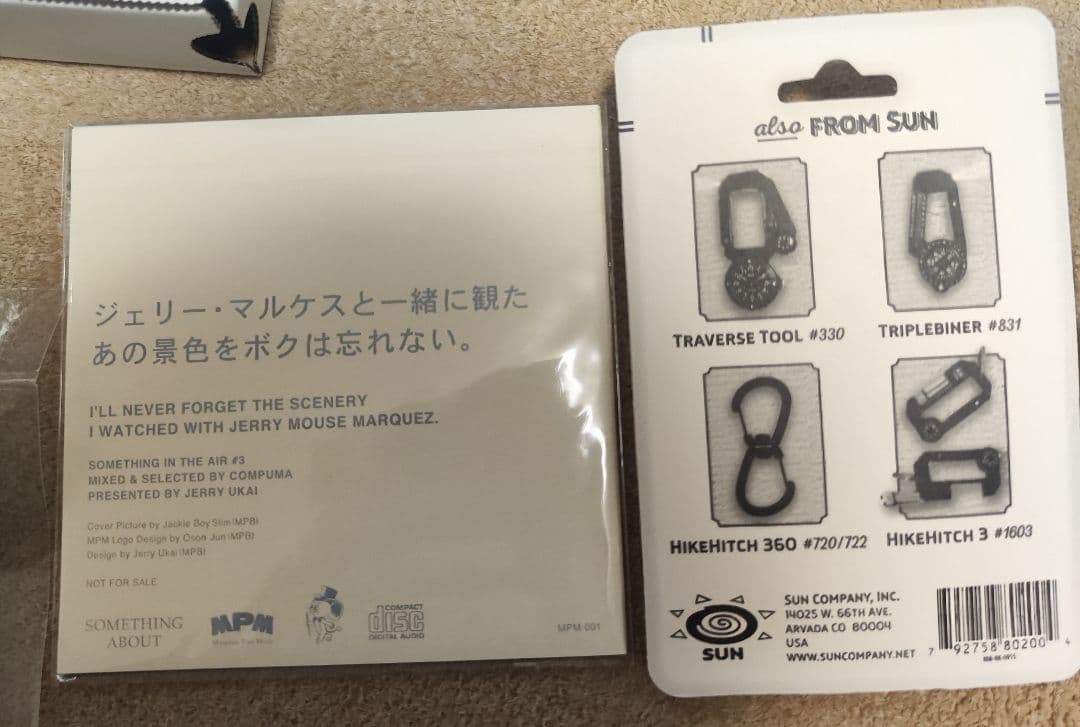 ジェリー・マルケスと一緒に観た
あの景色をボクは忘れない。
I'LL NEVER FORGET THE SCENERY
I WATCHED WITH JERRY MOUSE MARQUEZ.
SOMETHING IN THE AIR #3
MIXED & SELECTED BY COMPUMA
PRESENTED BY JERRY UKAI
Cover Picture by Jackie Boy Slim (MPB)
MPM Logo Design by Oson Jun (MPB)
Design by Jerry Ukai (MPB)
NOT FOR SALE
SOMETHING
ABOUT
MPM
COMPACT
disc
DIGITAL AUDIO
MPM-001
also FROM SUN
TRAVERSE TOOL #330
TRIPLEBINER #831
HIKEHITCH 360 #720/722
HIKEHITCH 3 #1603
SUN
SUN COMPANY, INC.
14025 W. 66TH AVE.
ARVADA CO 80004
USA
WWW.SUNCOMPANY.NET
7 92758 80200 4